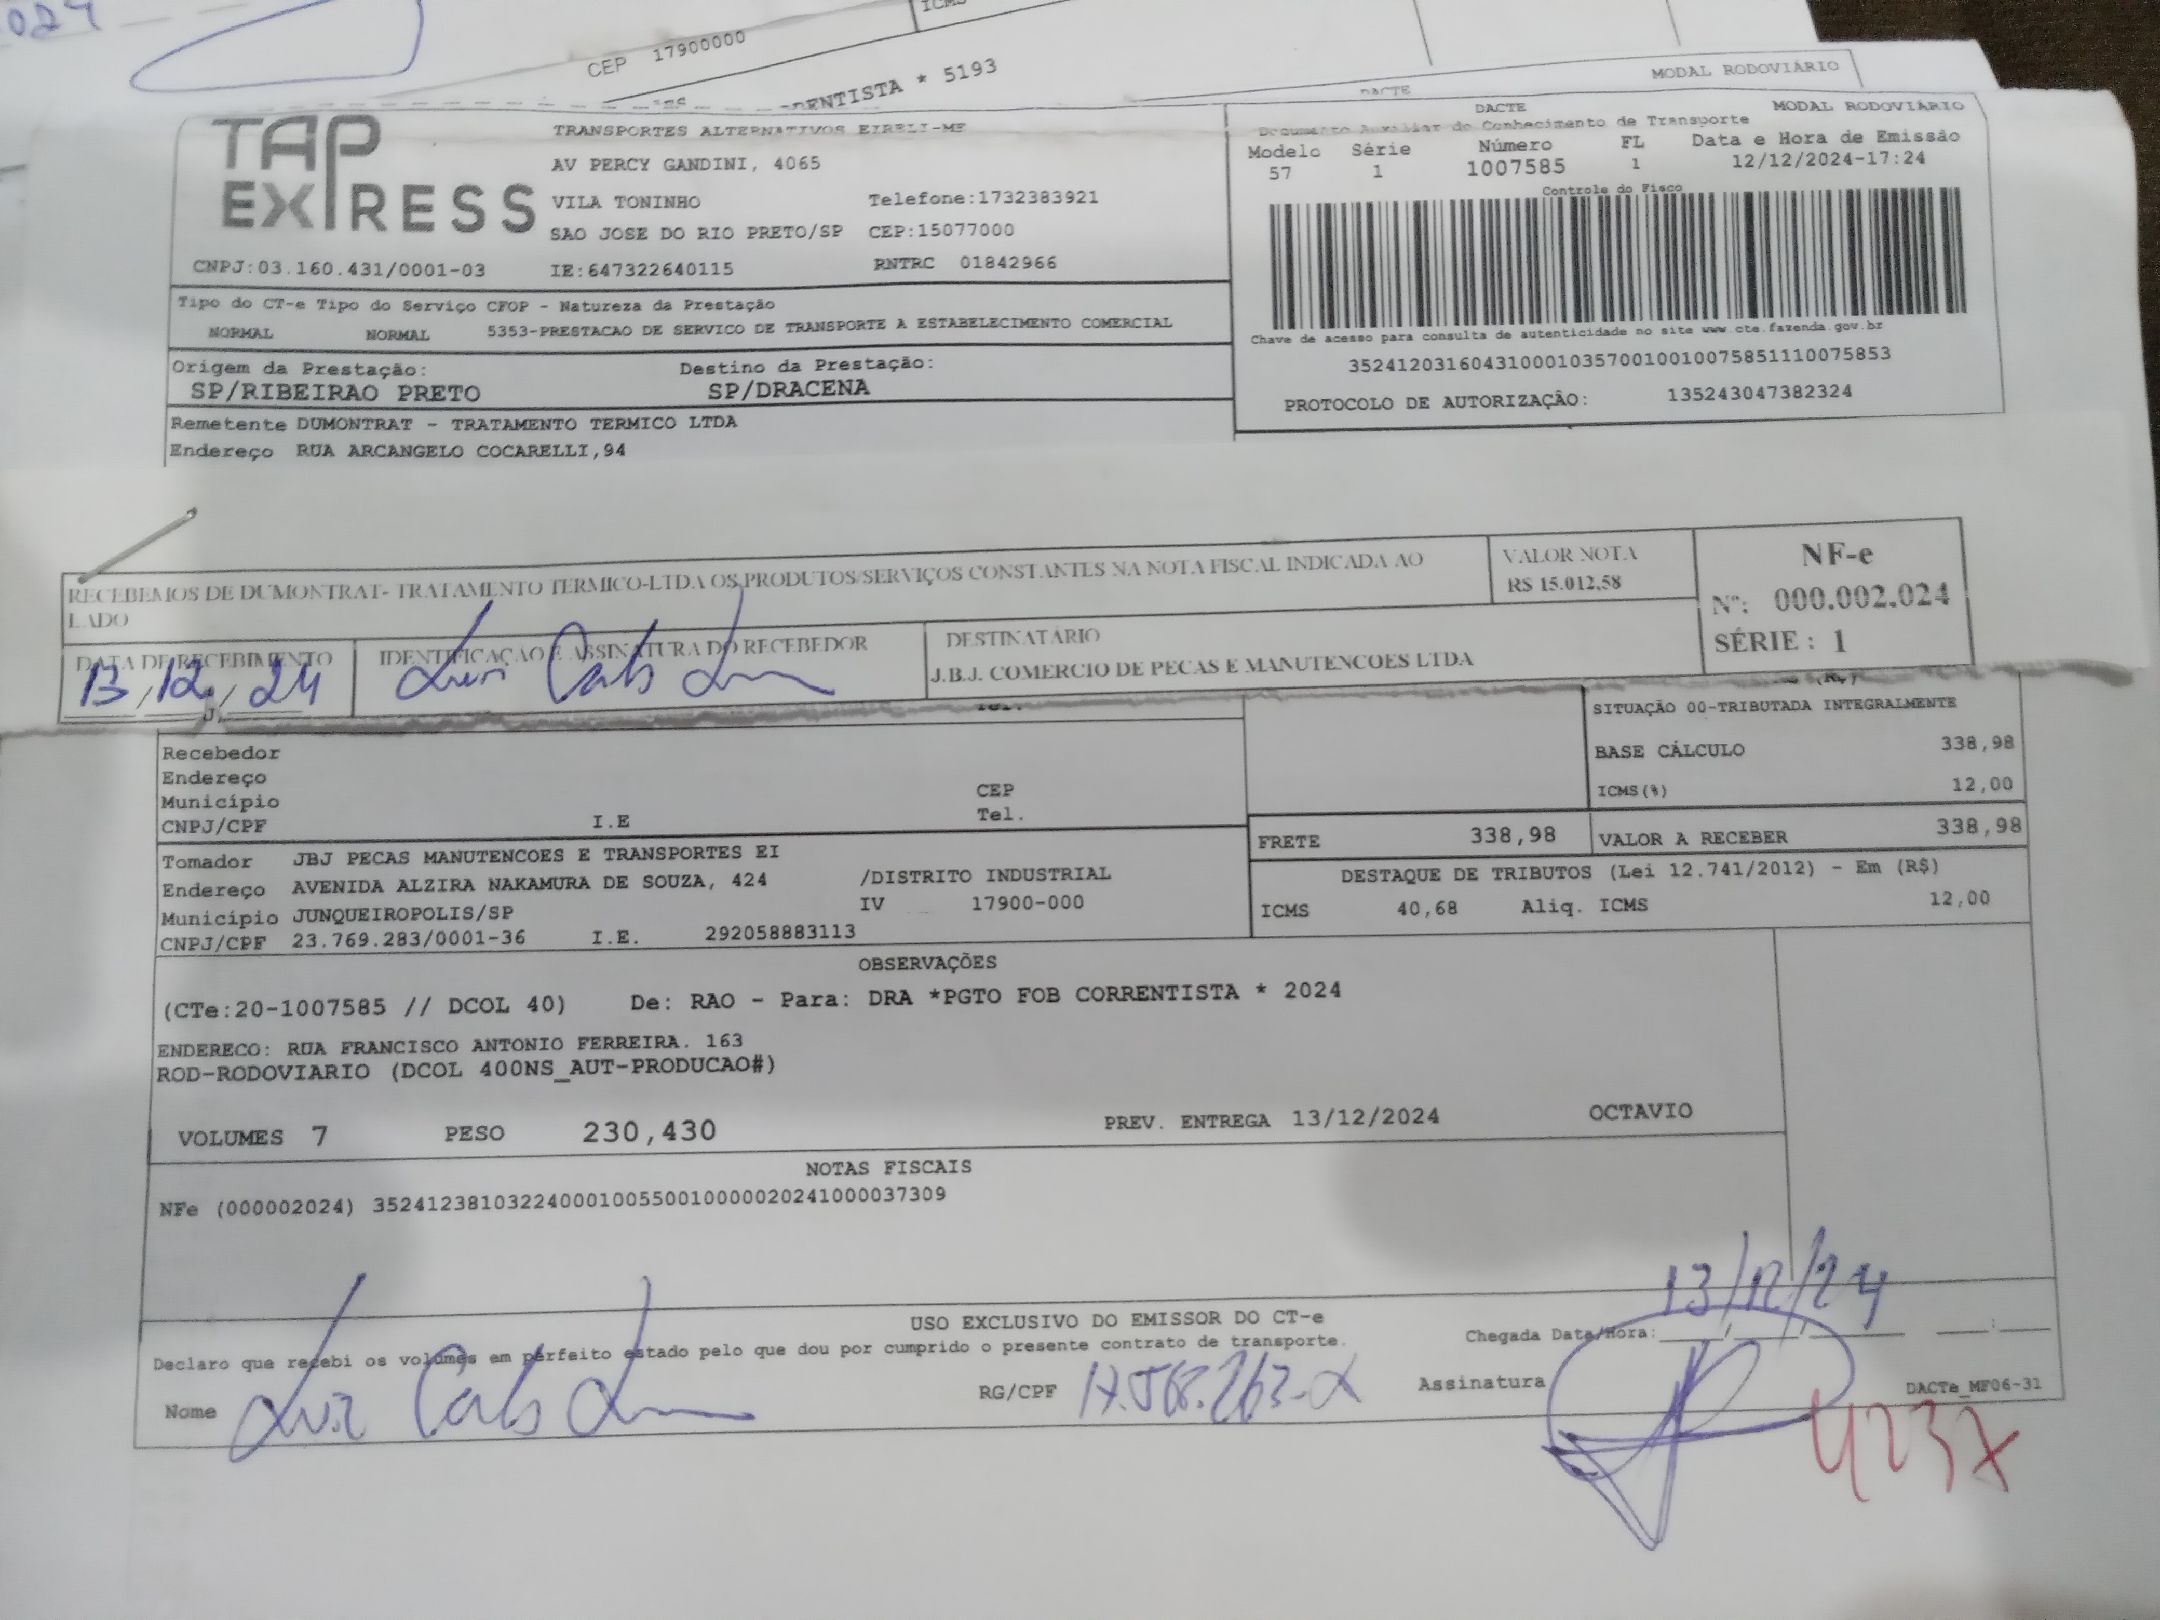 024
ICMS
CEP 17900000
DENTISTA * 5193
DACTE
MODAL RODOVIÁRIO
TAP EXPRESS
TRANSPORTES ALTERNATIVOS EIRELI-ME
AV PERCY GANDINI, 4065
VILA TONINHO Telefone:1732383921
SAO JOSE DO RIO PRETO/SP CEP:15077000
CNPJ:03.160.431/0001-03 IE:647322640115 RNTRC 01842966
DACTE MODAL RODOVIÁRIO
Documento Auxiliar do Conhecimento de Transporte
Modelo Série Número FL Data e Hora de Emissão
57 1 1007585 1 12/12/2024-17:24
Controle do Fisco
Chave de acesso para consulta de autenticidade no site www.cte.fazenda.gov.br
35241203160431000103570010010075851110075853
PROTOCOLO DE AUTORIZAÇÃO: 135243047382324
Tipo do CT-e Tipo do Serviço CFOP - Natureza da Prestação
NORMAL NORMAL 5353-PRESTACAO DE SERVICO DE TRANSPORTE A ESTABELECIMENTO COMERCIAL
Origem da Prestação: Destino da Prestação:
SP/RIBEIRAO PRETO SP/DRACENA
Remetente DUMONTRAT - TRATAMENTO TERMICO LTDA
Endereço RUA ARCANGELO COCARELLI,94
RECEBEMOS DE DUMONTRAT- TRATAMENTO TERMICO-LTDA OS PRODUTOS/SERVIÇOS CONSTANTES NA NOTA FISCAL INDICADA AO
LADO
VALOR NOTA
R$ 15.012,58
NF-e
Nº: 000.002.024
SÉRIE : 1
DATA DE RECEBIMENTO
13/12/24
IDENTIFICAÇÃO E ASSINATURA DO RECEBEDOR
DESTINATÁRIO
J.B.J. COMERCIO DE PECAS E MANUTENCOES LTDA
SITUAÇÃO 00-TRIBUTADA INTEGRALMENTE
BASE CÁLCULO 338,98
ICMS(%) 12,00
Recebedor
Endereço
Município CEP
CNPJ/CPF I.E Tel.
FRETE 338,98 VALOR A RECEBER 338,98
Tomador JBJ PECAS MANUTENCOES E TRANSPORTES EI
Endereço AVENIDA ALZIRA NAKAMURA DE SOUZA, 424 /DISTRITO INDUSTRIAL
Município JUNQUEIROPOLIS/SP IV 17900-000
CNPJ/CPF 23.769.283/0001-36 I.E. 292058883113
DESTAQUE DE TRIBUTOS (Lei 12.741/2012) - Em (R$)
ICMS 40,68 Aliq. ICMS 12,00
OBSERVAÇÕES
(CTe:20-1007585 // DCOL 40) De: RAO - Para: DRA *PGTO FOB CORRENTISTA * 2024
ENDERECO: RUA FRANCISCO ANTONIO FERREIRA. 163
ROD-RODOVIARIO (DCOL 400NS_AUT-PRODUCAO#)
VOLUMES 7 PESO 230,430 PREV. ENTREGA 13/12/2024 OCTAVIO
NOTAS FISCAIS
NFe (000002024) 35241238103224000100550010000020241000037309
USO EXCLUSIVO DO EMISSOR DO CT-e
13/12/24
Declaro que recebi os volumes em perfeito estado pelo que dou por cumprido o presente contrato de transporte. Chegada Data/Hora:
Nome RG/CPF Assinatura
DACTe_MF06-31